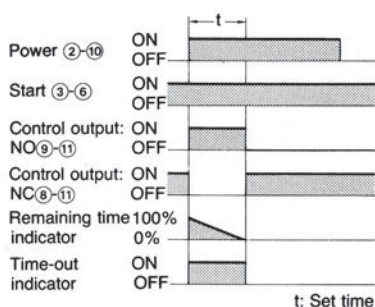 t
Power ②-⑩ ON
OFF
Start ③-⑥ ON
OFF
Control output: ON
NO⑨-⑪ OFF
Control output: ON
NC⑧-⑪ OFF
Remaining time 100%
indicator 0%
Time-out ON
indicator OFF
t: Set time